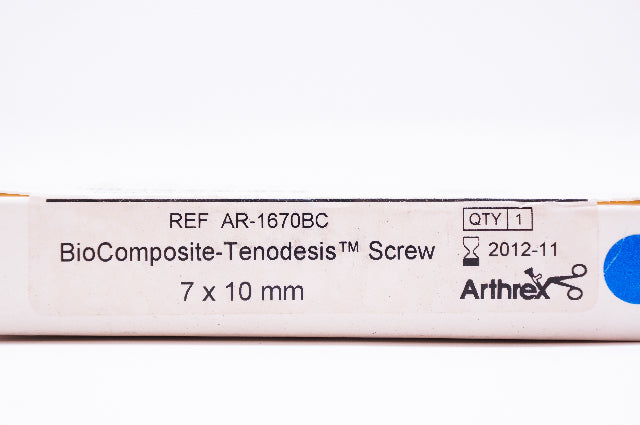 REF AR-1670BC
BioComposite-Tenodesis™ Screw
7 x 10 mm
QTY 1
2012-11
Arthrex